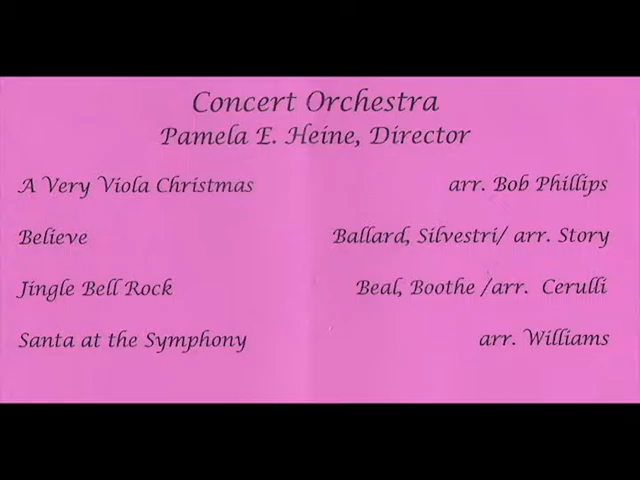 Concert Orchestra
Pamela E. Heine, Director
A Very Viola Christmas arr. Bob Phillips
Believe Ballard, Silvestri/ arr. Story
Jingle Bell Rock Beal, Boothe /arr. Cerulli
Santa at the Symphony arr. Williams